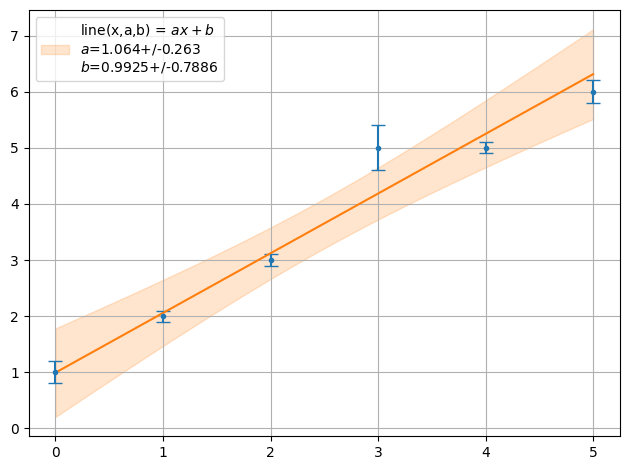 line(x,a,b) = ax + b
a=1.064+/-0.263
b=0.9925+/-0.7886
7
6
5
4
3
2
1
0
0 1 2 3 4 5